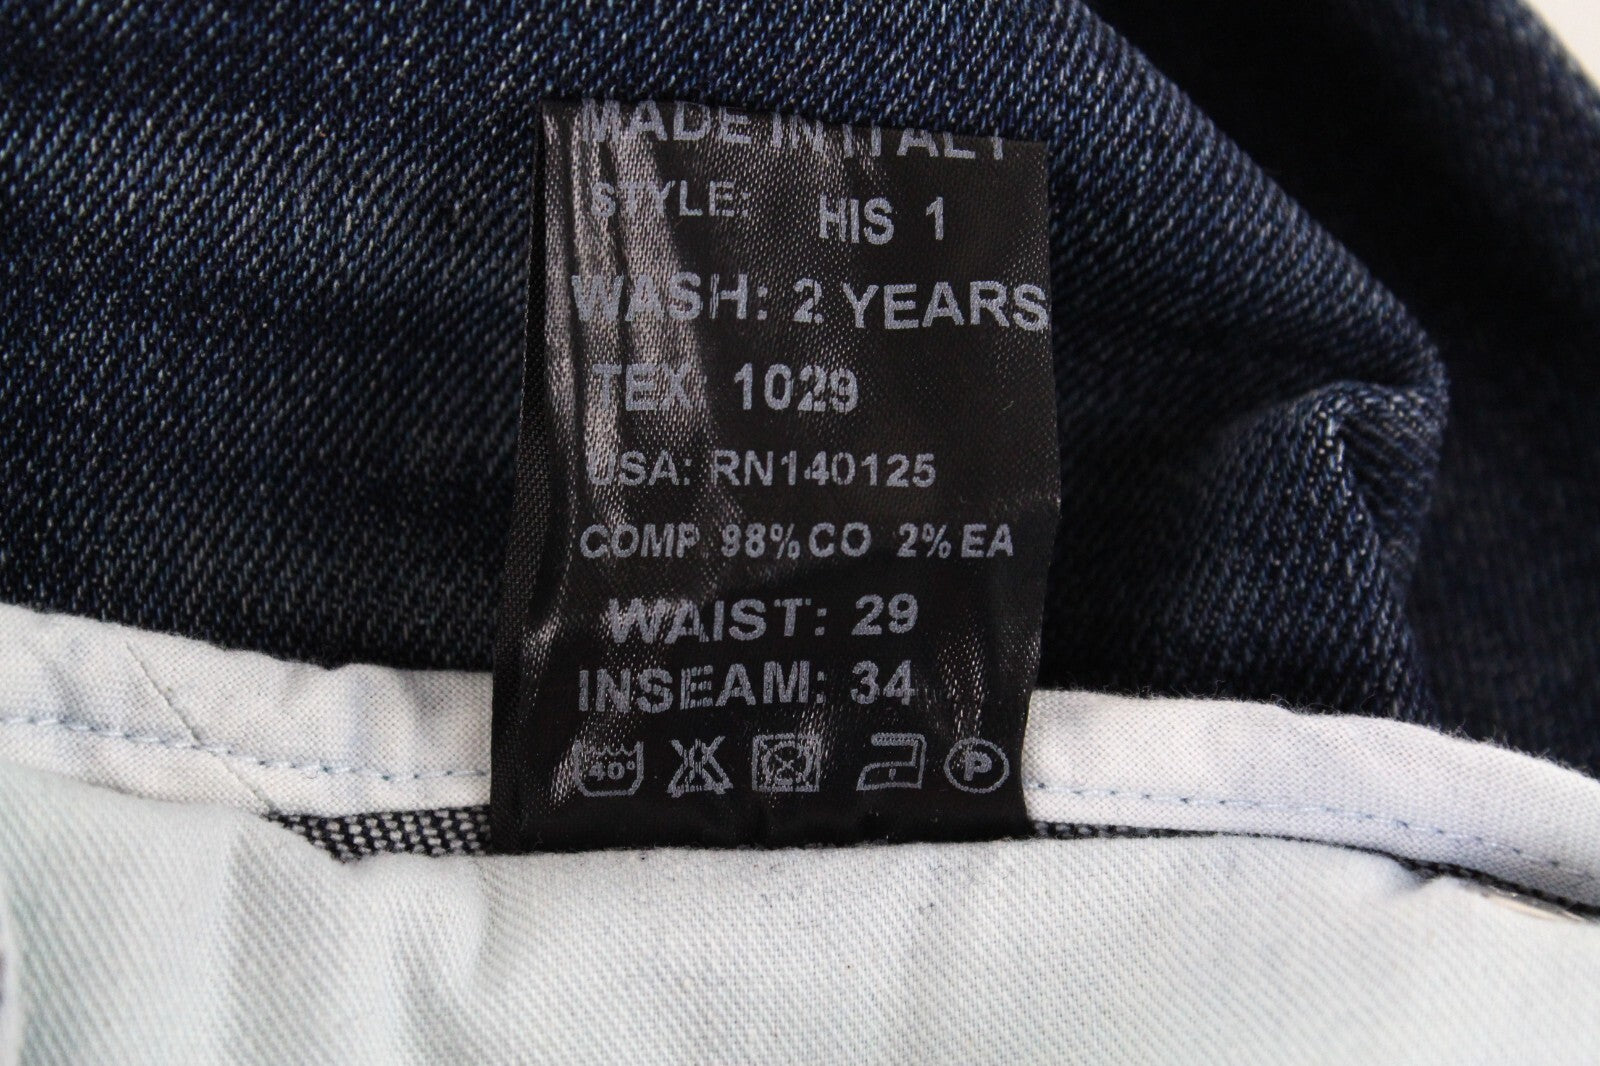 MADE IN ITALY
STYLE: HIS 1
WASH: 2 YEARS
TEX: 1029
USA: RN140125
COMP 98% CO 2% EA
WAIST: 29
INSEAM: 34
40° P